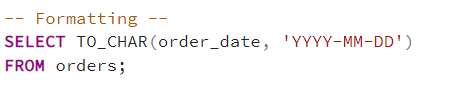 -- Formatting --
SELECT TO_CHAR(order_date, 'YYYY-MM-DD')
FROM orders;